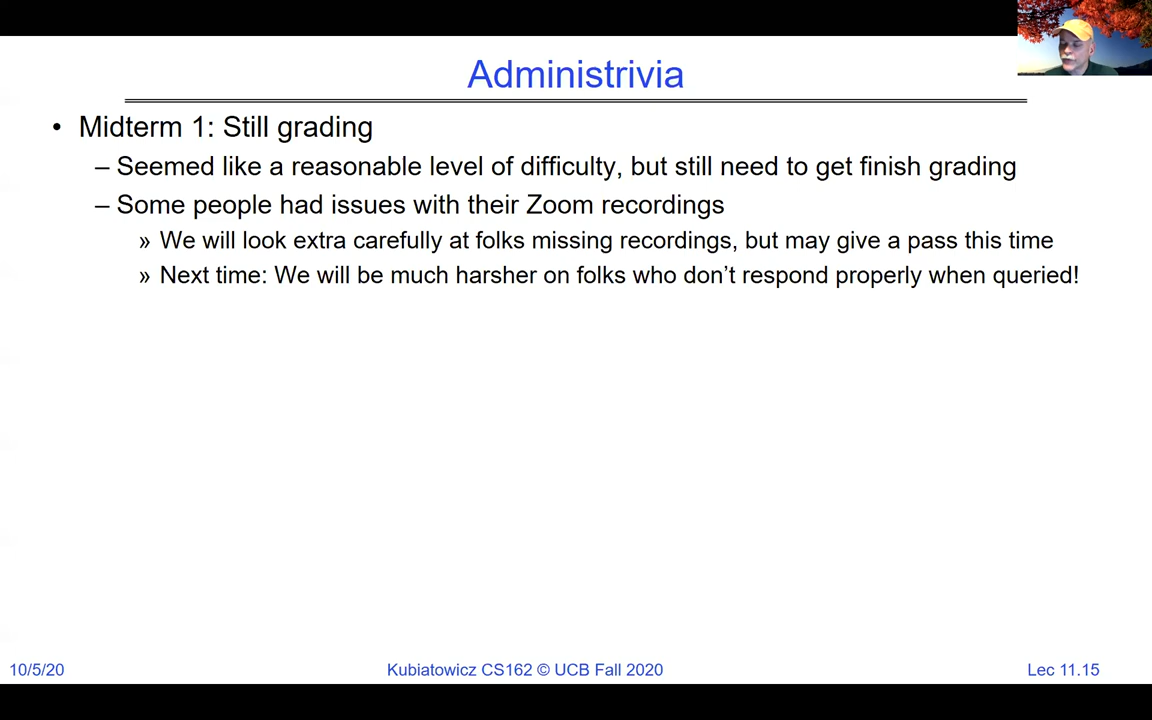 Administrivia
• Midterm 1: Still grading
– Seemed like a reasonable level of difficulty, but still need to get finish grading
– Some people had issues with their Zoom recordings
» We will look extra carefully at folks missing recordings, but may give a pass this time
» Next time: We will be much harsher on folks who don’t respond properly when queried!
10/5/20
Kubiatowicz CS162 © UCB Fall 2020
Lec 11.15